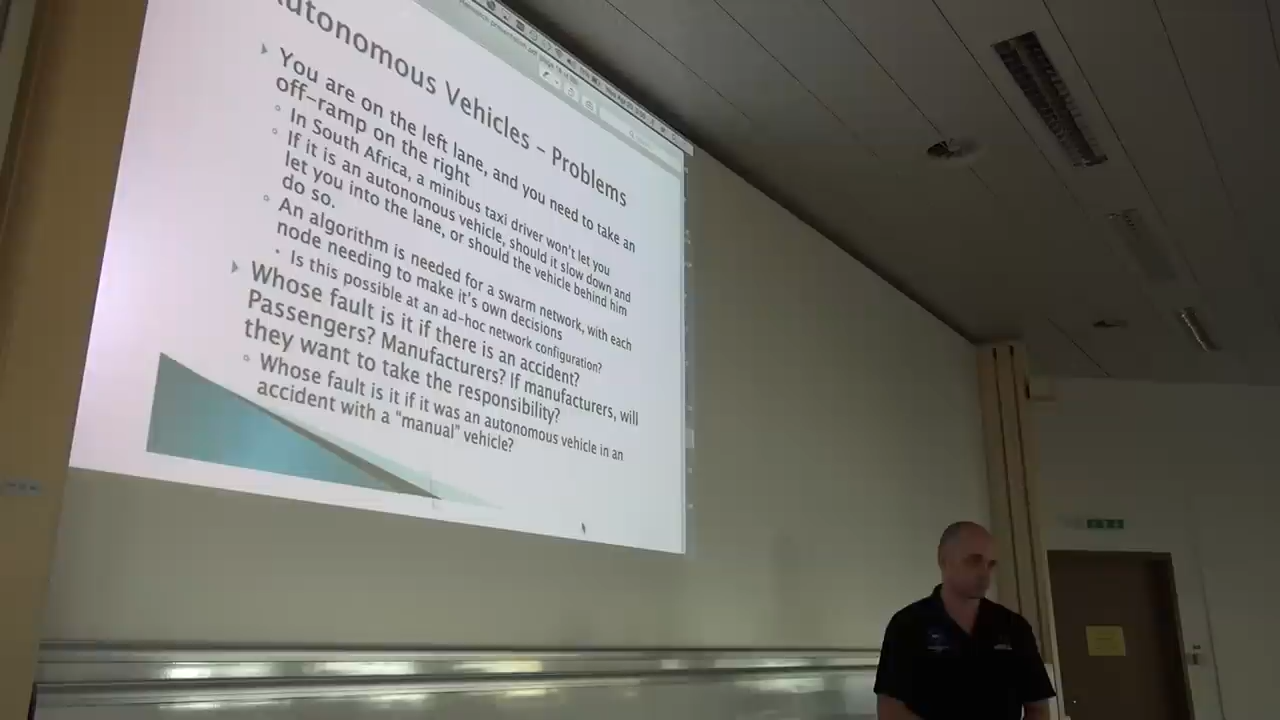 utonomous Vehicles – Problems
You are on the left lane, and you need to take an
off-ramp on the right
In South Africa, a minibus taxi driver won't let you
If it is an autonomous vehicle, should it slow down and
let you into the lane, or should the vehicle behind him
do so.
An algorithm is needed for a swarm network, with each
node needing to make it's own decisions
Is this possible at an ad-hoc network configuration?
Whose fault is it if there is an accident?
Passengers? Manufacturers? If manufacturers, will
they want to take the responsibility?
Whose fault is it if it was an autonomous vehicle in an
accident with a "manual" vehicle?